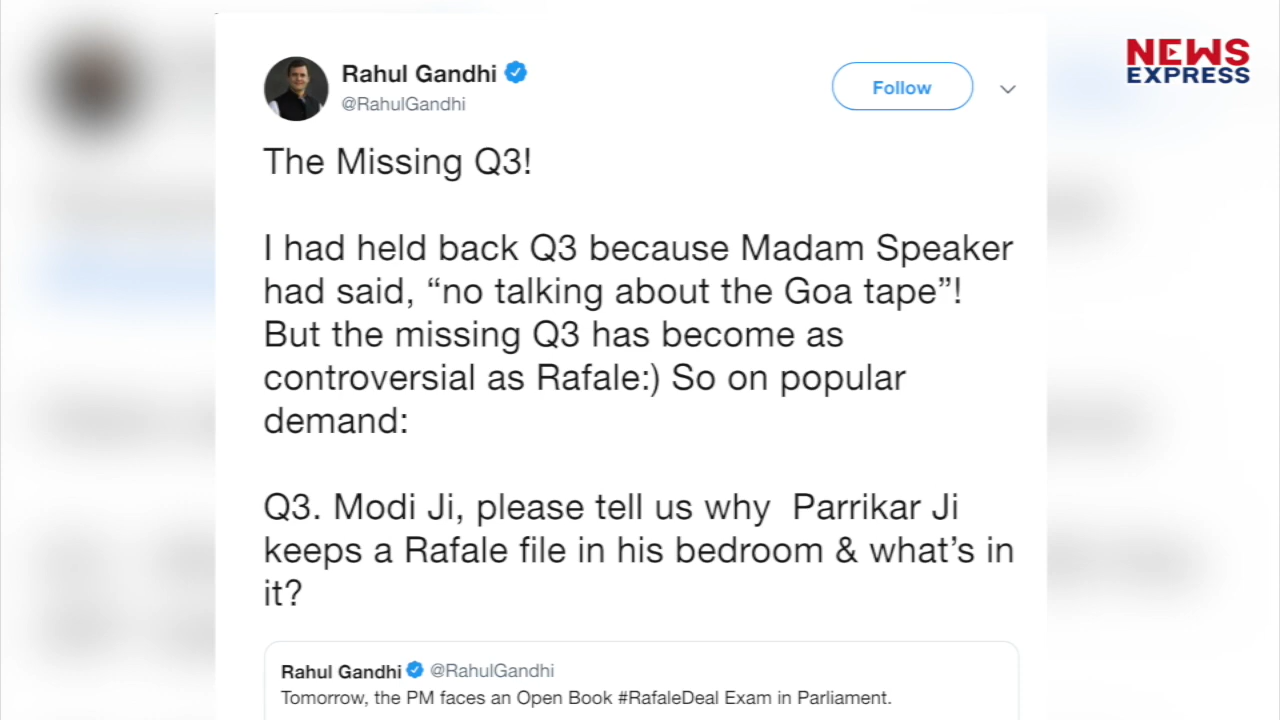 NEWS
EXPRESS
Rahul Gandhi
@RahulGandhi
Follow
The Missing Q3!
I had held back Q3 because Madam Speaker
had said, “no talking about the Goa tape”!
But the missing Q3 has become as
controversial as Rafale:) So on popular
demand:
Q3. Modi Ji, please tell us why  Parrikar Ji
keeps a Rafale file in his bedroom & what’s in
it?
Rahul Gandhi @RahulGandhi
Tomorrow, the PM faces an Open Book #RafaleDeal Exam in Parliament.